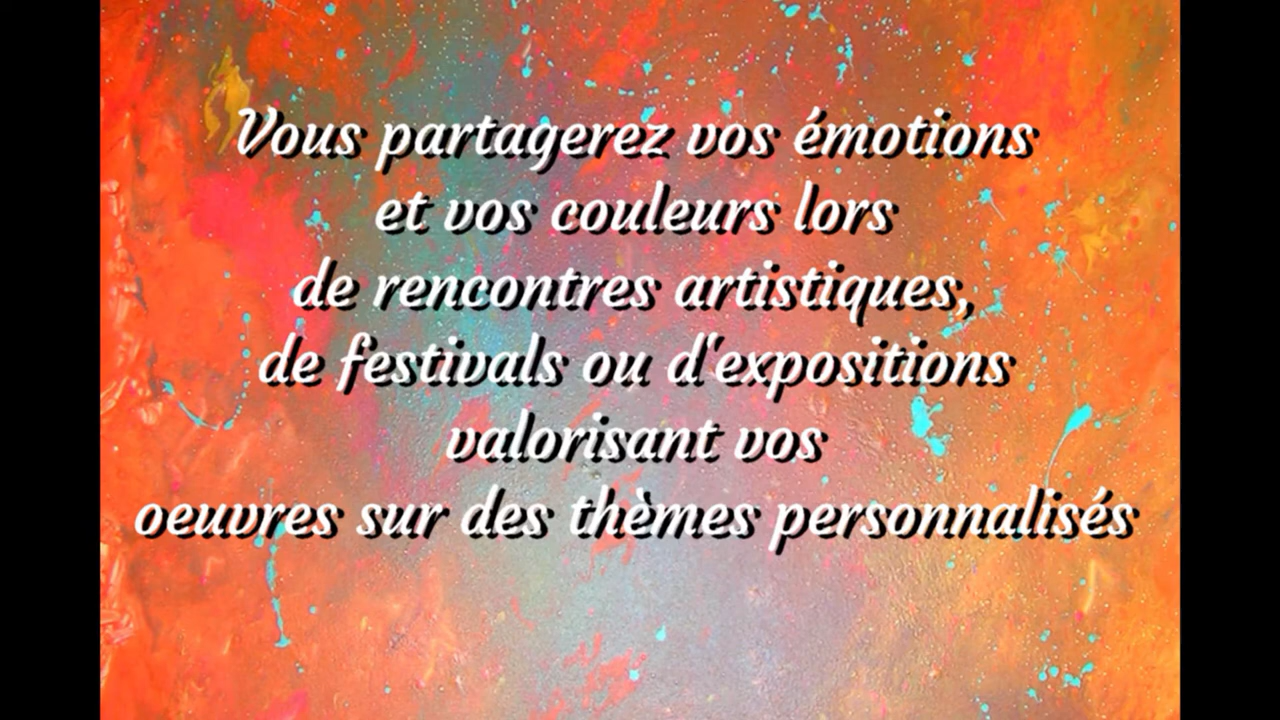 Vous partagerez vos émotions
et vos couleurs lors
de rencontres artistiques,
de festivals ou d'expositions
valorisant vos
oeuvres sur des thèmes personnalisés